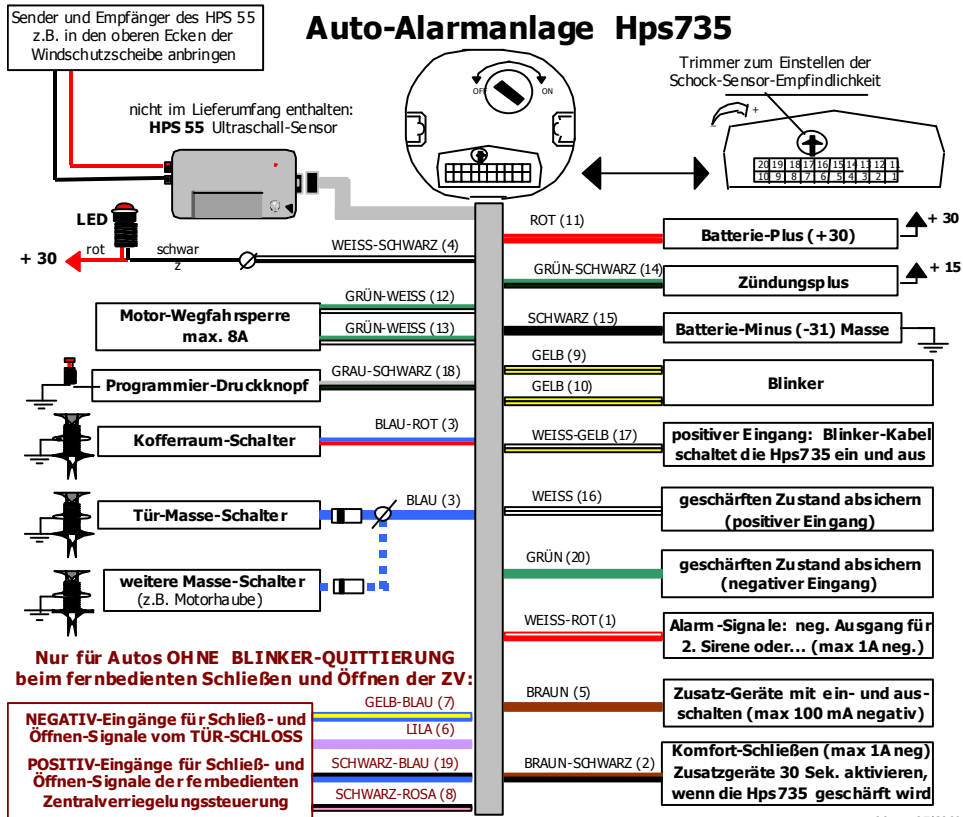 Auto-Alarmanlage Hps735
Sender und Empfänger des HPS 55
z.B. in den oberen Ecken der
Windschutzscheibe anbringen
nicht im Lieferumfang enthalten:
HPS 55 Ultraschall-Sensor
OFF
ON
Trimmer zum Einstellen der
Schock-Sensor-Empfindlichkeit
- +
20 19 18 17 16 15 14 13 12 11
10 9 8 7 6 5 4 3 2 1
LED
+ 30
rot
schwar
z
WEISS-SCHWARZ (4)
Motor-Wegfahrsperre
max. 8A
GRÜN-WEISS (12)
GRÜN-WEISS (13)
Programmier-Druckknopf
GRAU-SCHWARZ (18)
Kofferraum-Schalter
BLAU-ROT (3)
Tür-Masse-Schalter
BLAU (3)
weitere Masse-Schalter
(z.B. Motorhaube)
Nur für Autos OHNE BLINKER-QUITTIERUNG
beim fernbedienten Schließen und Öffnen der ZV:
NEGATIV-Eingänge für Schließ- und
Öffnen-Signale vom TÜR-SCHLOSS
GELB-BLAU (7)
LILA (6)
POSITIV-Eingänge für Schließ- und
Öffnen-Signale der fernbedienten
Zentralverriegelungssteuerung
SCHWARZ-BLAU (19)
SCHWARZ-ROSA (8)
ROT (11)
Batterie-Plus (+30)
+ 30
GRÜN-SCHWARZ (14)
Zündungsplus
+ 15
SCHWARZ (15)
Batterie-Minus (-31) Masse
GELB (9)
GELB (10)
Blinker
WEISS-GELB (17)
positiver Eingang: Blinker-Kabel
schaltet die Hps735 ein und aus
WEISS (16)
geschärften Zustand absichern
(positiver Eingang)
GRÜN (20)
geschärften Zustand absichern
(negativer Eingang)
WEISS-ROT (1)
Alarm-Signale: neg. Ausgang für
2. Sirene oder... (max 1A neg.)
BRAUN (5)
Zusatz-Geräte mit ein- und aus-
schalten (max 100 mA negativ)
BRAUN-SCHWARZ (2)
Komfort-Schließen (max 1A neg)
Zusatzgeräte 30 Sek. aktivieren,
wenn die Hps735 geschärft wird